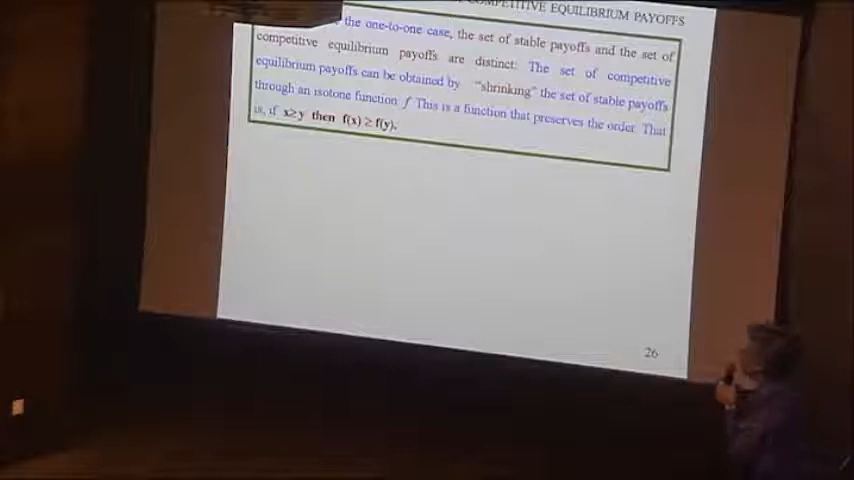 COMPETITIVE EQUILIBRIUM PAYOFFS
the one-to-one case, the set of stable payoffs and the set of
competitive equilibrium payoffs are distinct: The set of competitive
equilibrium payoffs can be obtained by "shrinking" the set of stable payoffs
through an isotone function f This is a function that preserves the order. That
is, if x≥y then f(x) ≥ f(y).
26